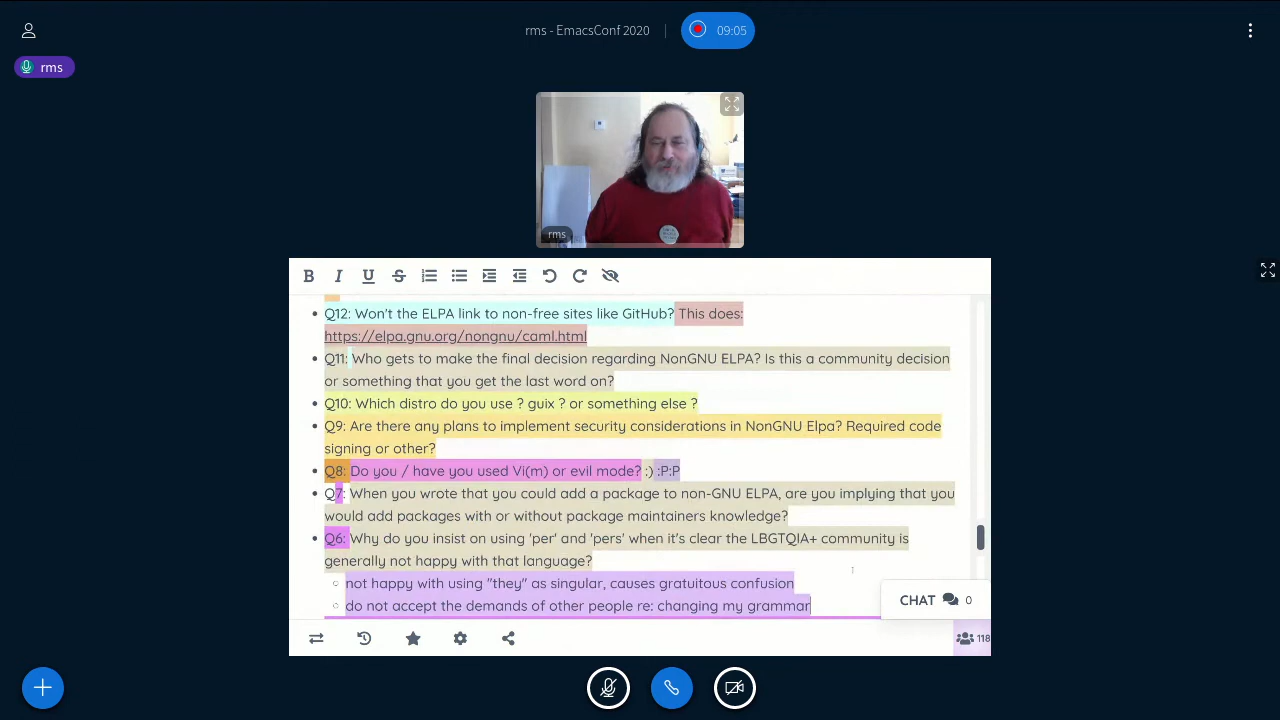 rms - EmacsConf 2020
09:05
rms
rms
B I U S
Q12: Won't the ELPA link to non-free sites like GitHub? This does:
https://elpa.gnu.org/nongnu/caml.html
Q11: Who gets to make the final decision regarding NonGNU ELPA? Is this a community decision
or something that you get the last word on?
Q10: Which distro do you use ? guix ? or something else ?
Q9: Are there any plans to implement security considerations in NonGNU Elpa? Required code
signing or other?
Q8: Do you / have you used Vi(m) or evil mode? :) :P:P
Q7: When you wrote that you could add a package to non-GNU ELPA, are you implying that you
would add packages with or without package maintainers knowledge?
Q6: Why do you insist on using 'per' and 'pers' when it's clear the LBGTQIA+ community is
generally not happy with that language?
not happy with using "they" as singular, causes gratuitous confusion
do not accept the demands of other people re: changing my grammar
CHAT 0
118